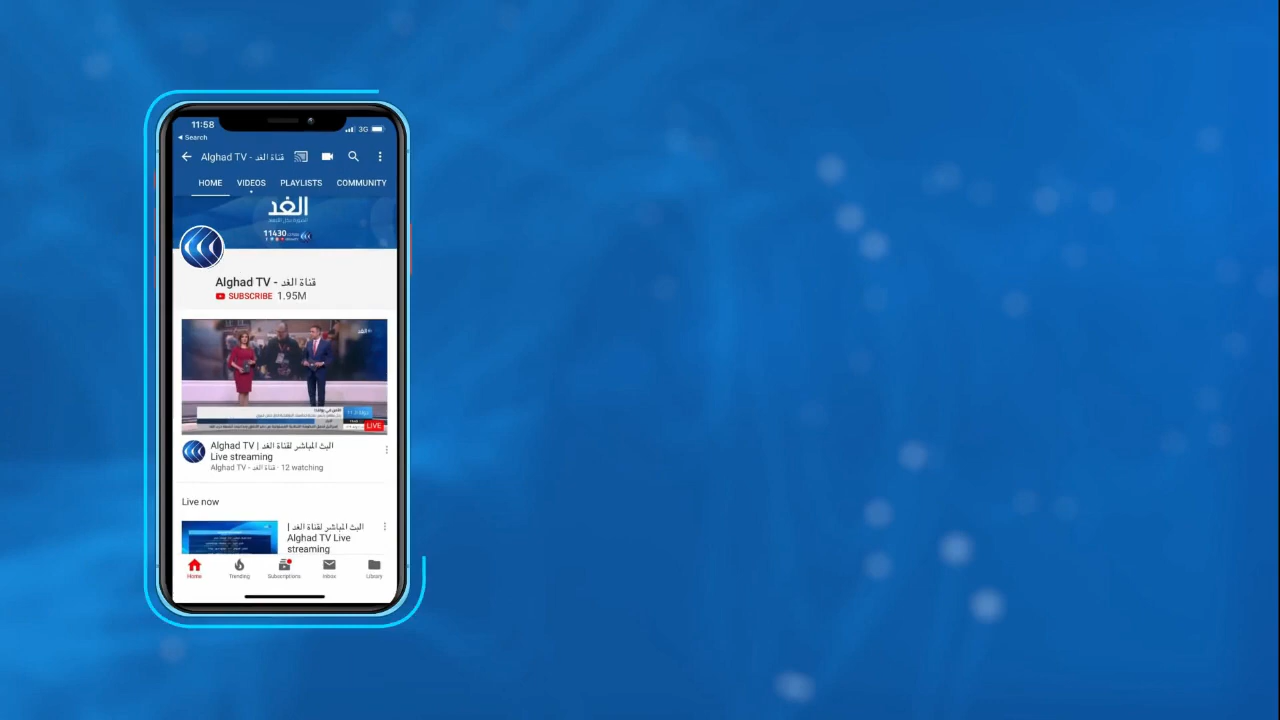 11:58
3G
Search
Alghad TV - قناة الغد
HOME VIDEOS PLAYLISTS COMMUNITY
الغد
11430
Alghad TV - قناة الغد
SUBSCRIBE 1.95M
الغد
LIVE
Alghad TV | البث المباشر لقناة الغد
Live streaming
Alghad TV - قناة الغد · 12 watching
Live now
البث المباشر لقناة الغد |
Alghad TV Live
streaming
Home Trending Subscriptions Inbox Library